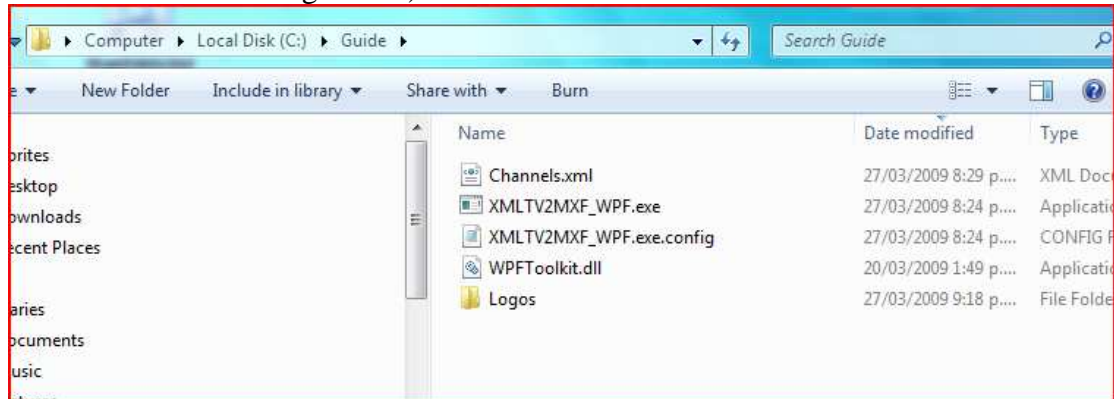 Computer Local Disk (C:) Guide Search Guide
New Folder Include in library Share with Burn
Name Date modified Type
Channels.xml 27/03/2009 8:29 p.... XML Doc
XMLTV2MXF_WPF.exe 27/03/2009 8:24 p.... Applicatio
XMLTV2MXF_WPF.exe.config 27/03/2009 8:24 p.... CONFIG F
WPFToolkit.dll 20/03/2009 1:49 p.... Applicatio
Logos 27/03/2009 9:18 p.... File Folde
orites
esktop
ownloads
ecent Places
aries
ocuments
usic